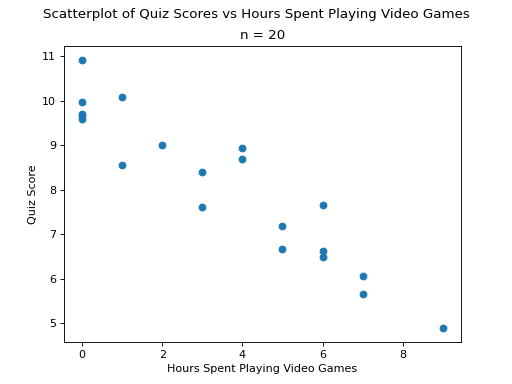 Scatterplot of Quiz Scores vs Hours Spent Playing Video Games
n = 20
11
10
9
8
7
6
5
Quiz Score
0 2 4 6 8
Hours Spent Playing Video Games